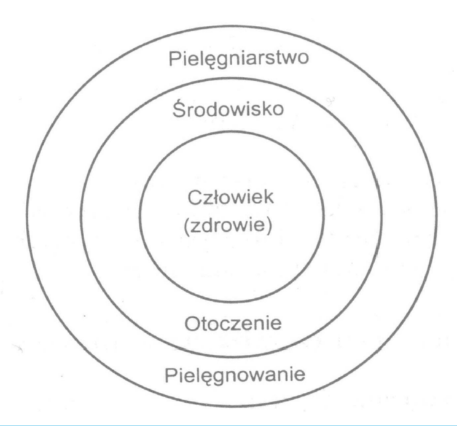 Pielęgniarstwo
Środowisko
Człowiek
(zdrowie)
Otoczenie
Pielęgnowanie